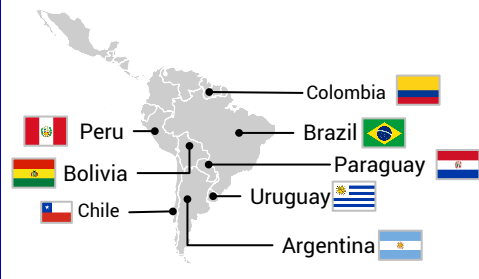 Colombia
Peru
Brazil
Bolivia
Paraguay
Chile
Uruguay
Argentina